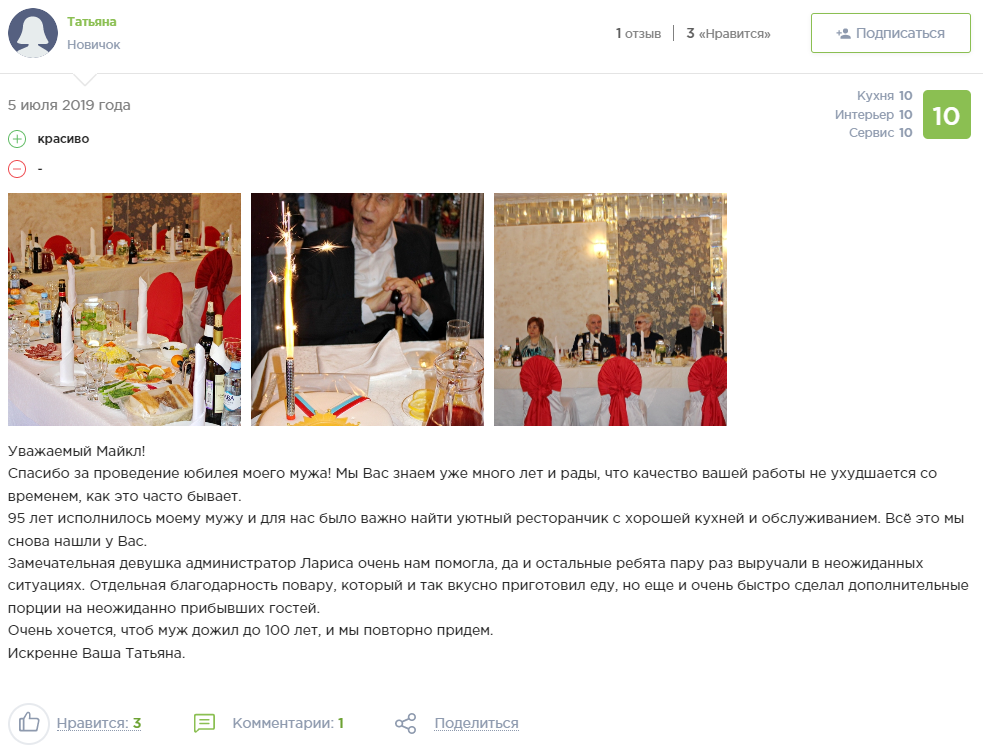 Татьяна
Новичок
1 отзыв
3 «Нравится»
Подписаться
5 июля 2019 года
Кухня 10
Интерьер 10
Сервис 10
10
красиво
-
Уважаемый Майкл!
Спасибо за проведение юбилея моего мужа! Мы Вас знаем уже много лет и рады, что качество вашей работы не ухудшается со
временем, как это часто бывает.
95 лет исполнилось моему мужу и для нас было важно найти уютный ресторанчик с хорошей кухней и обслуживанием. Всё это мы
снова нашли у Вас.
Замечательная девушка администратор Лариса очень нам помогла, да и остальные ребята пару раз выручали в неожиданных
ситуациях. Отдельная благодарность повару, который и так вкусно приготовил еду, но еще и очень быстро сделал дополнительные
порции на неожиданно прибывших гостей.
Очень хочется, чтоб муж дожил до 100 лет, и мы повторно придем.
Искренне Ваша Татьяна.
Нравится: 3
Комментарии: 1
Поделиться